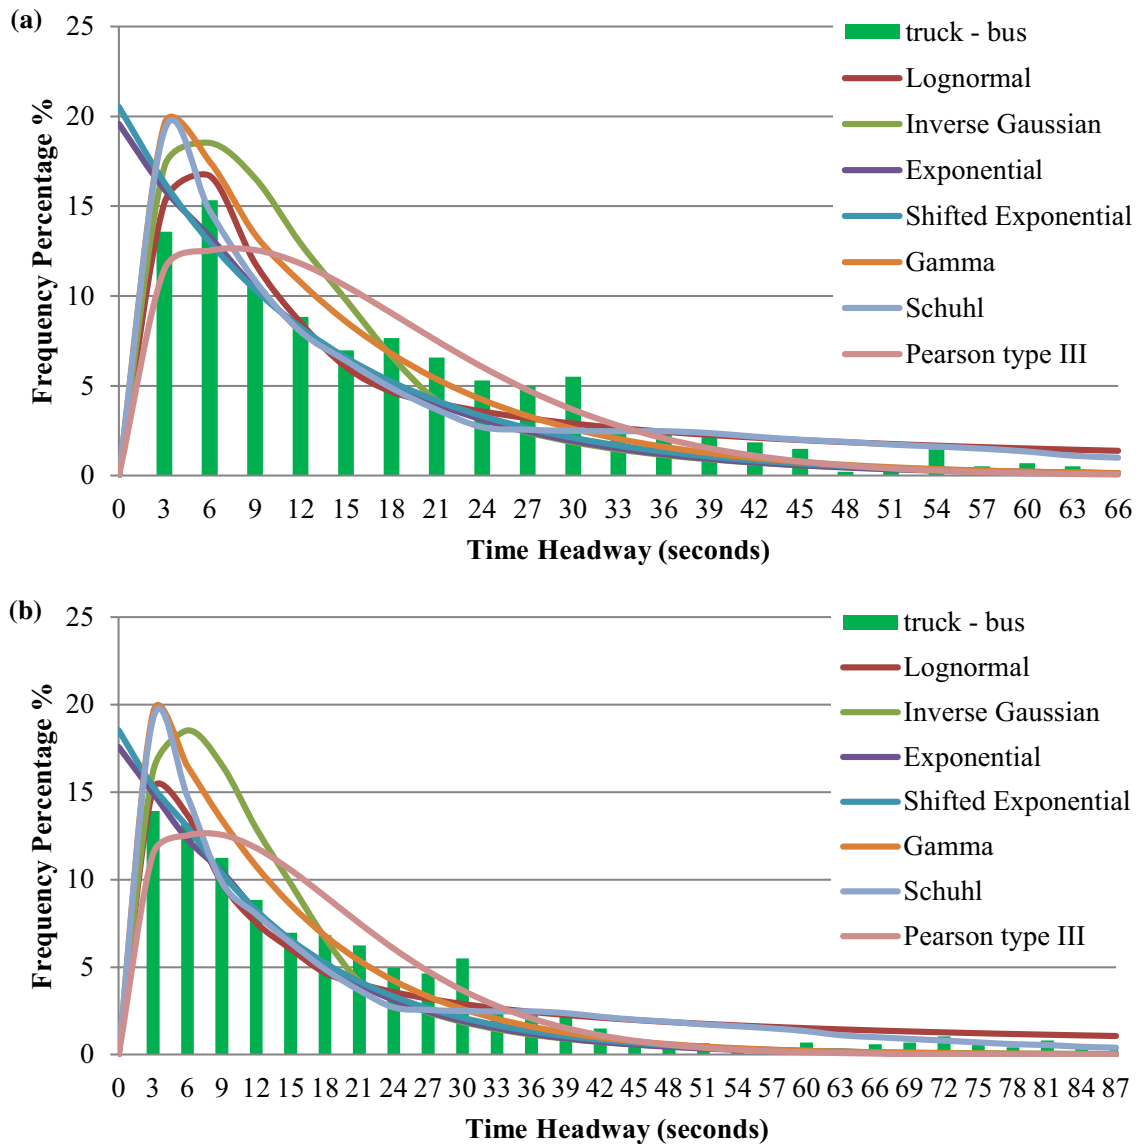 (a)
Frequency Percentage %
25
20
15
10
5
0
0 3 6 9 12 15 18 21 24 27 30 33 36 39 42 45 48 51 54 57 60 63 66
Time Headway (seconds)
truck - bus
Lognormal
Inverse Gaussian
Exponential
Shifted Exponential
Gamma
Schuhl
Pearson type III
(b)
Frequency Percentage %
25
20
15
10
5
0
0 3 6 9 12 15 18 21 24 27 30 33 36 39 42 45 48 51 54 57 60 63 66 69 72 75 78 81 84 87
Time Headway (seconds)
truck - bus
Lognormal
Inverse Gaussian
Exponential
Shifted Exponential
Gamma
Schuhl
Pearson type III